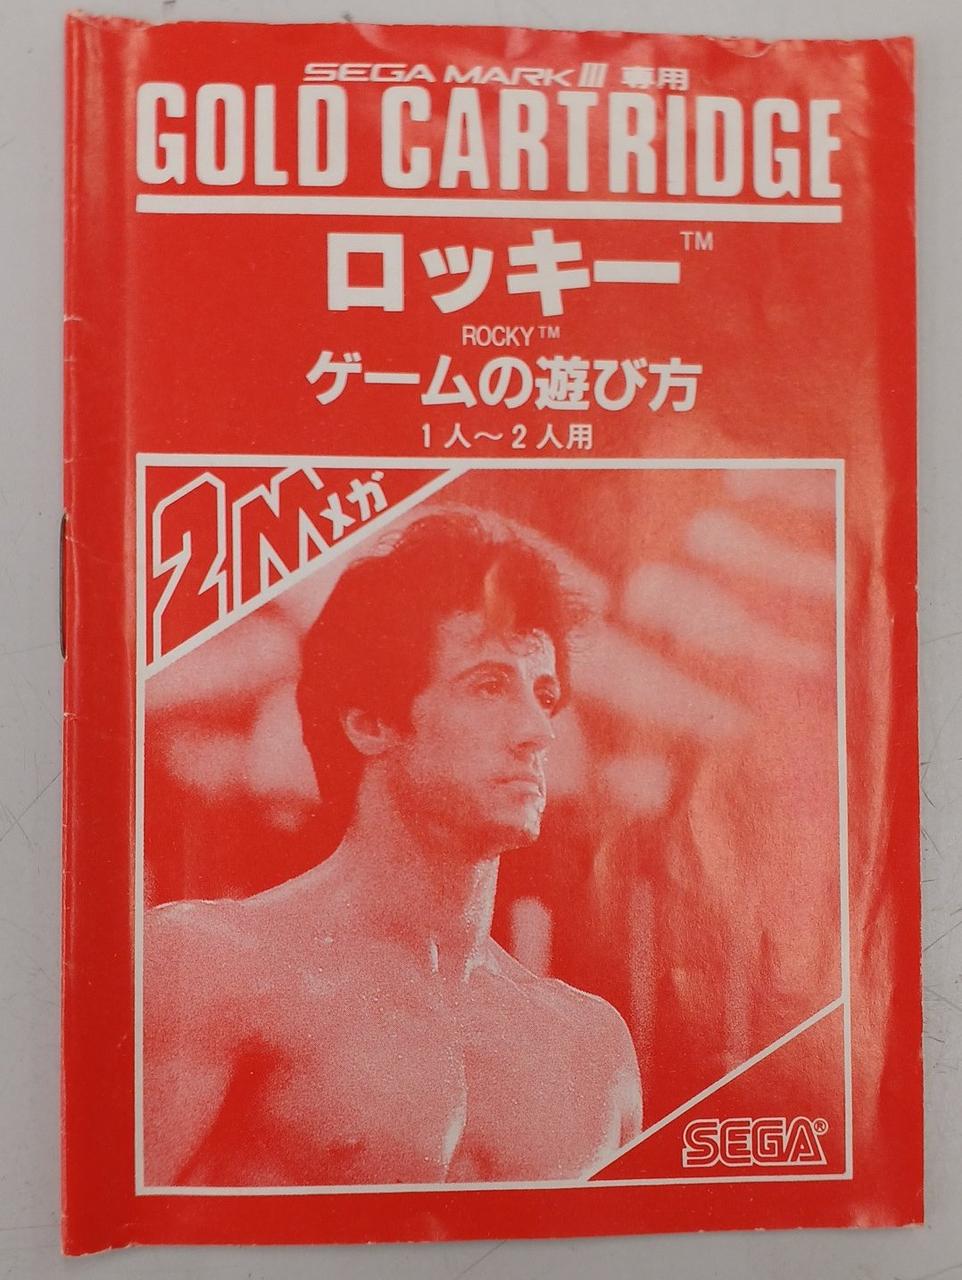 SEGA MARK III 専用
GOLD CARTRIDGE
ロッキー™
ROCKY™
ゲームの遊び方
1人〜2人用
2Mメガ
SEGA®